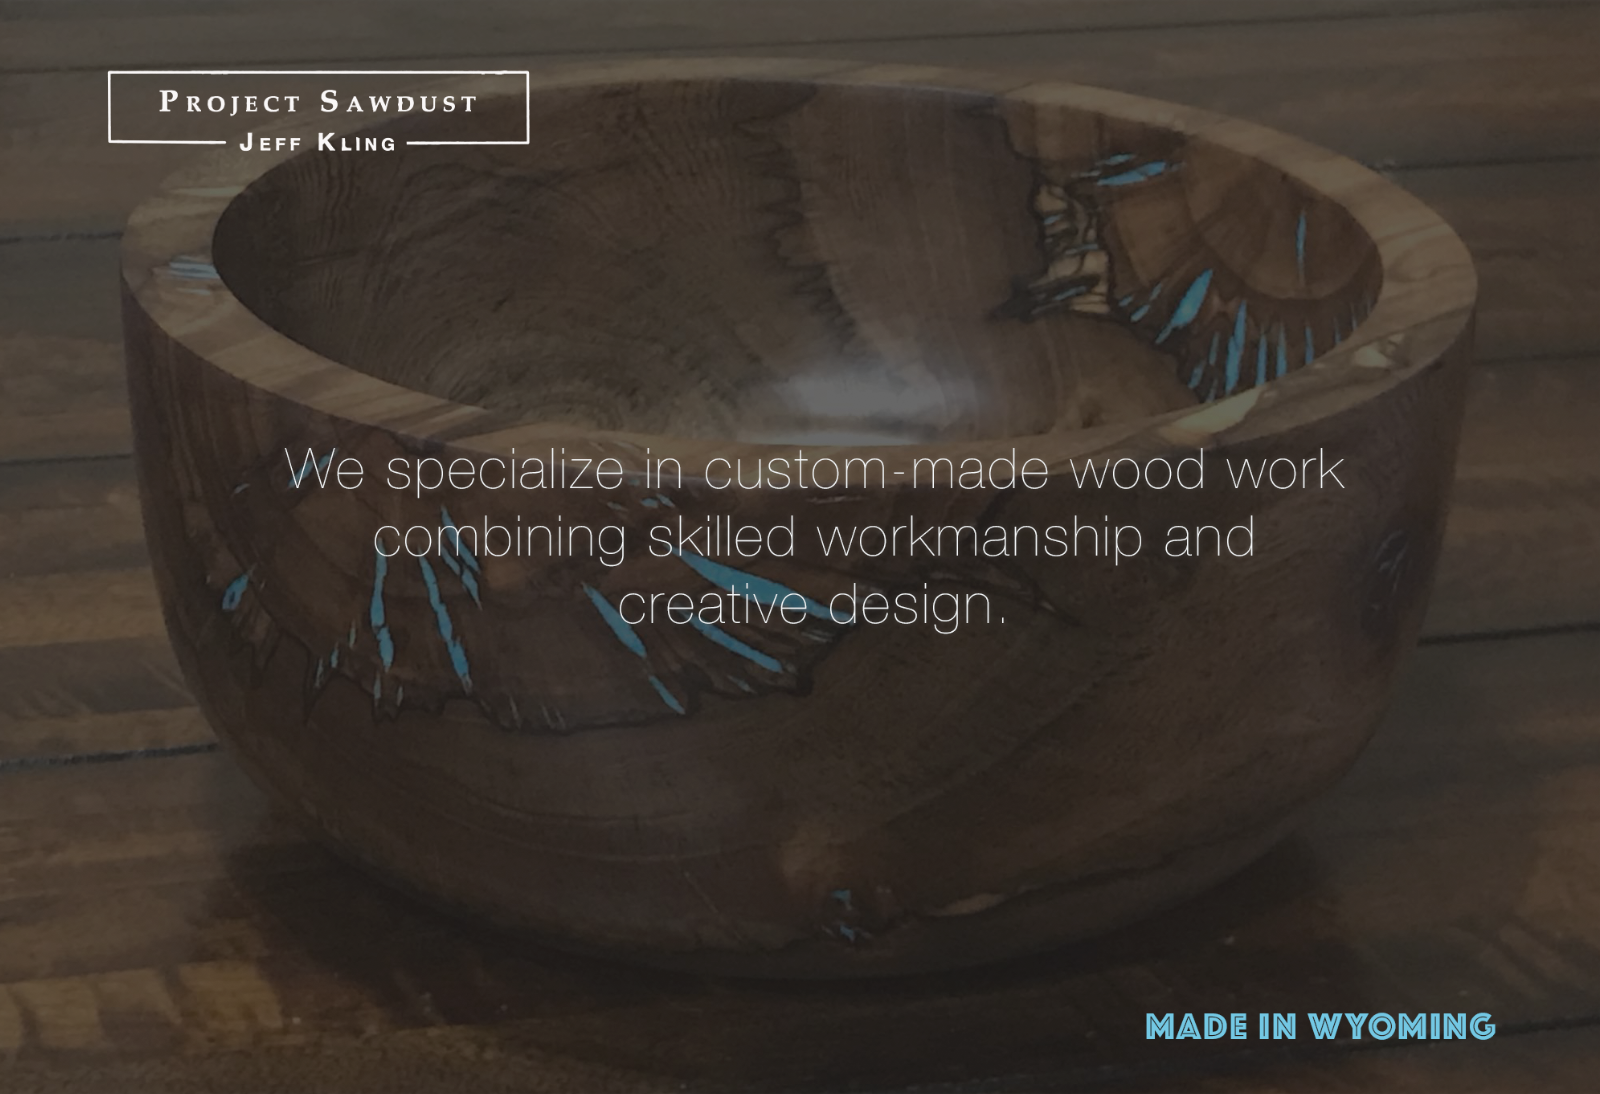 PROJECT SAWDUST
JEFF KLING
We specialize in custom-made wood work
combining skilled workmanship and
creative design.
MADE IN WYOMING